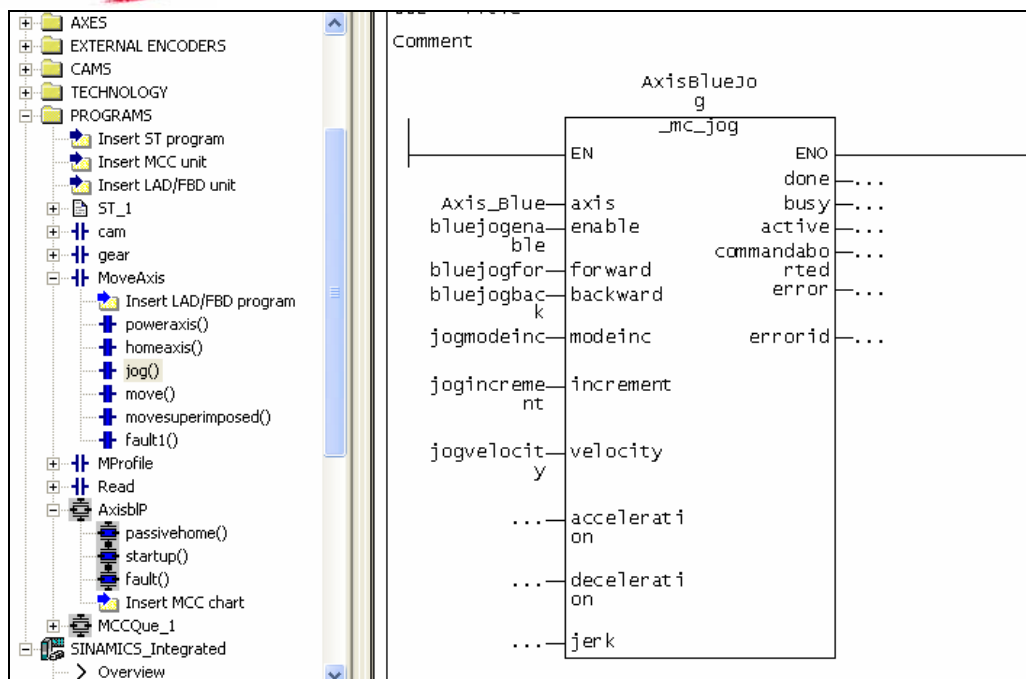 AXES
EXTERNAL ENCODERS
CAMS
TECHNOLOGY
PROGRAMS
Insert ST program
Insert MCC unit
Insert LAD/FBD unit
ST_1
cam
gear
MoveAxis
Insert LAD/FBD program
poweraxis()
homeaxis()
jog()
move()
movesuperimposed()
fault1()
MProfile
Read
AxisblP
passivehome()
startup()
fault()
Insert MCC chart
MCCQue_1
SINAMICS_Integrated
Overview
Comment
AxisBlueJo
g
_mc_jog
EN ENO
done ...
Axis_Blue axis busy ...
bluejogena enable active ...
ble
commandabo ...
rted
bluejogfor forward
bluejogbac backward error ...
k
jogmodeinc modeinc errorid ...
jogincreme increment
nt
jogvelocit velocity
y
... accelerati
on
... decelerati
on
... jerk